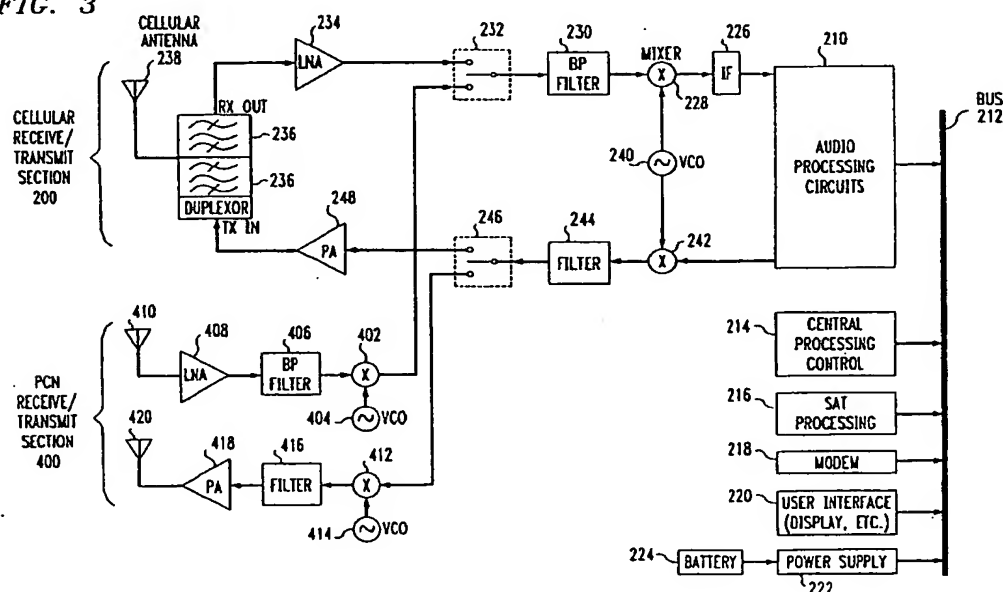 FIG. 3
CELLULAR
ANTENNA
238
234
LNA
232
230
BP
FILTER
MIXER
X
228
226
IF
210
AUDIO
PROCESSING
CIRCUITS
BUS
212
CELLULAR
RECEIVE/
TRANSMIT
SECTION
200
RX OUT
236
236
DUPLEXOR
TX IN
240
VCO
248
PA
246
244
FILTER
X
242
PCN
RECEIVE/
TRANSMIT
SECTION
400
410
408
LNA
406
BP
FILTER
402
X
404
VCO
420
418
PA
416
FILTER
412
X
414
VCO
214
CENTRAL
PROCESSING
CONTROL
216
SAT
PROCESSING
218
MODEM
220
USER INTERFACE
(DISPLAY, ETC.)
224
BATTERY
POWER SUPPLY
222